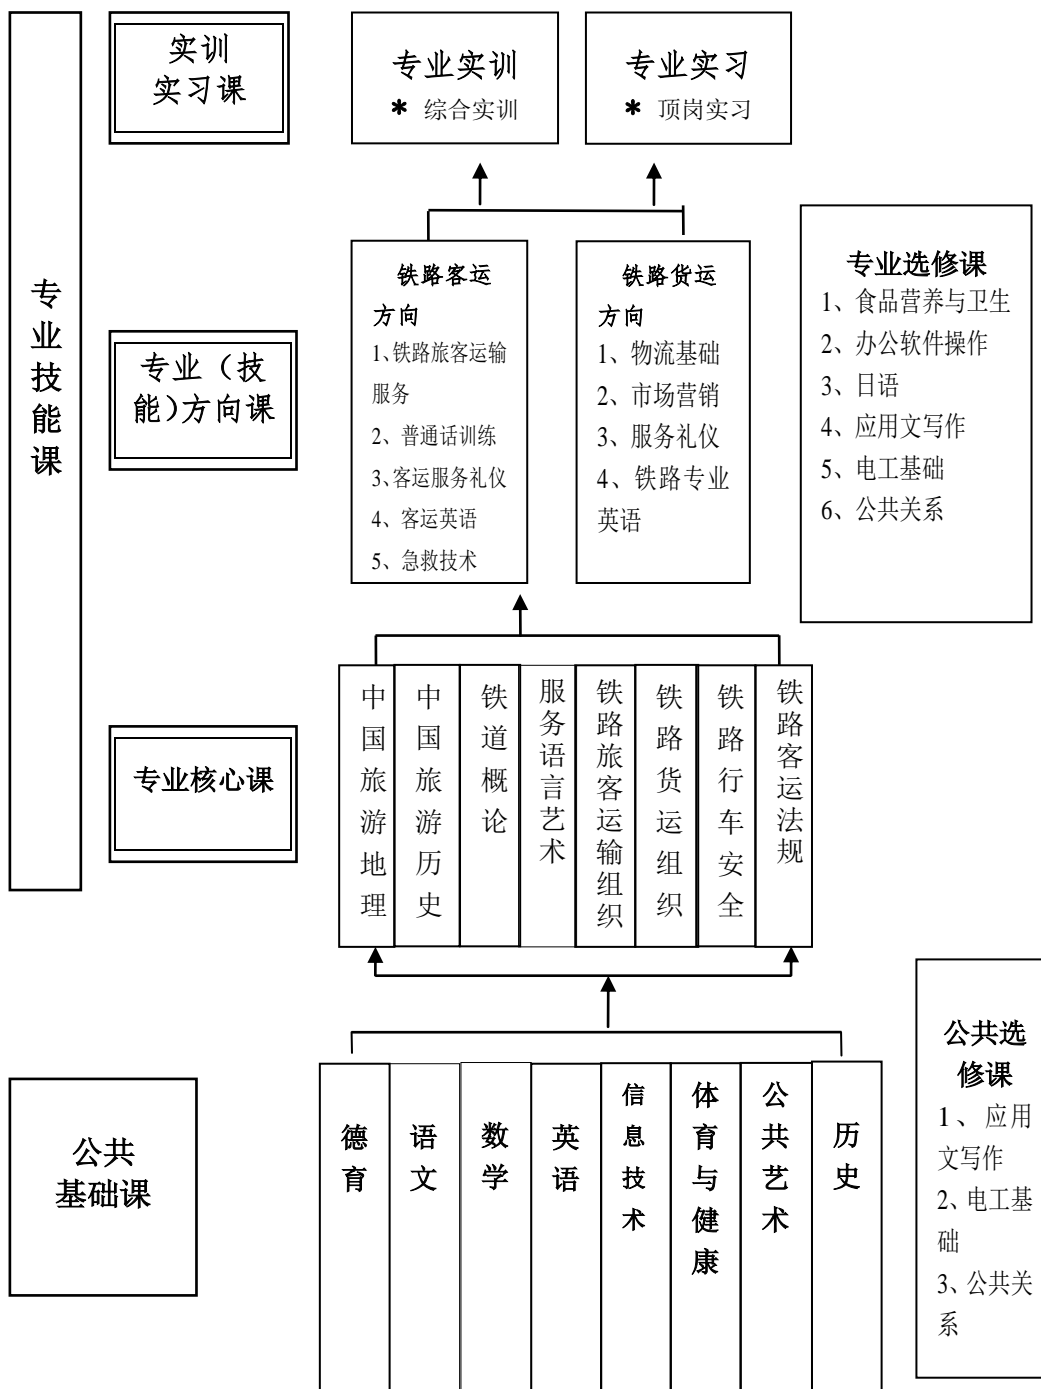 实训
实习课
专业实训
* 综合实训
专业实习
* 顶岗实习
专业技能课
专业（技
能）方向课
铁路客运
方向
1、铁路旅客运输
服务
2、普通话训练
3、客运服务礼仪
4、客运英语
5、急救技术
铁路货运
方向
1、物流基础
2、市场营销
3、服务礼仪
4、铁路专业
英语
专业选修课
1、食品营养与卫生
2、办公软件操作
3、日语
4、应用文写作
5、电工基础
6、公共关系
专业核心课
中国旅游地理
中国旅游历史
铁道概论
服务语言艺术
铁路旅客运输组织
铁路货运组织
铁路行车安全
铁路客运法规
公共
基础课
德育
语文
数学
英语
信息技术
体育与健康
公共艺术
历史
公共选
修课
1、应用
文写作
2、电工基
础
3、公共关
系